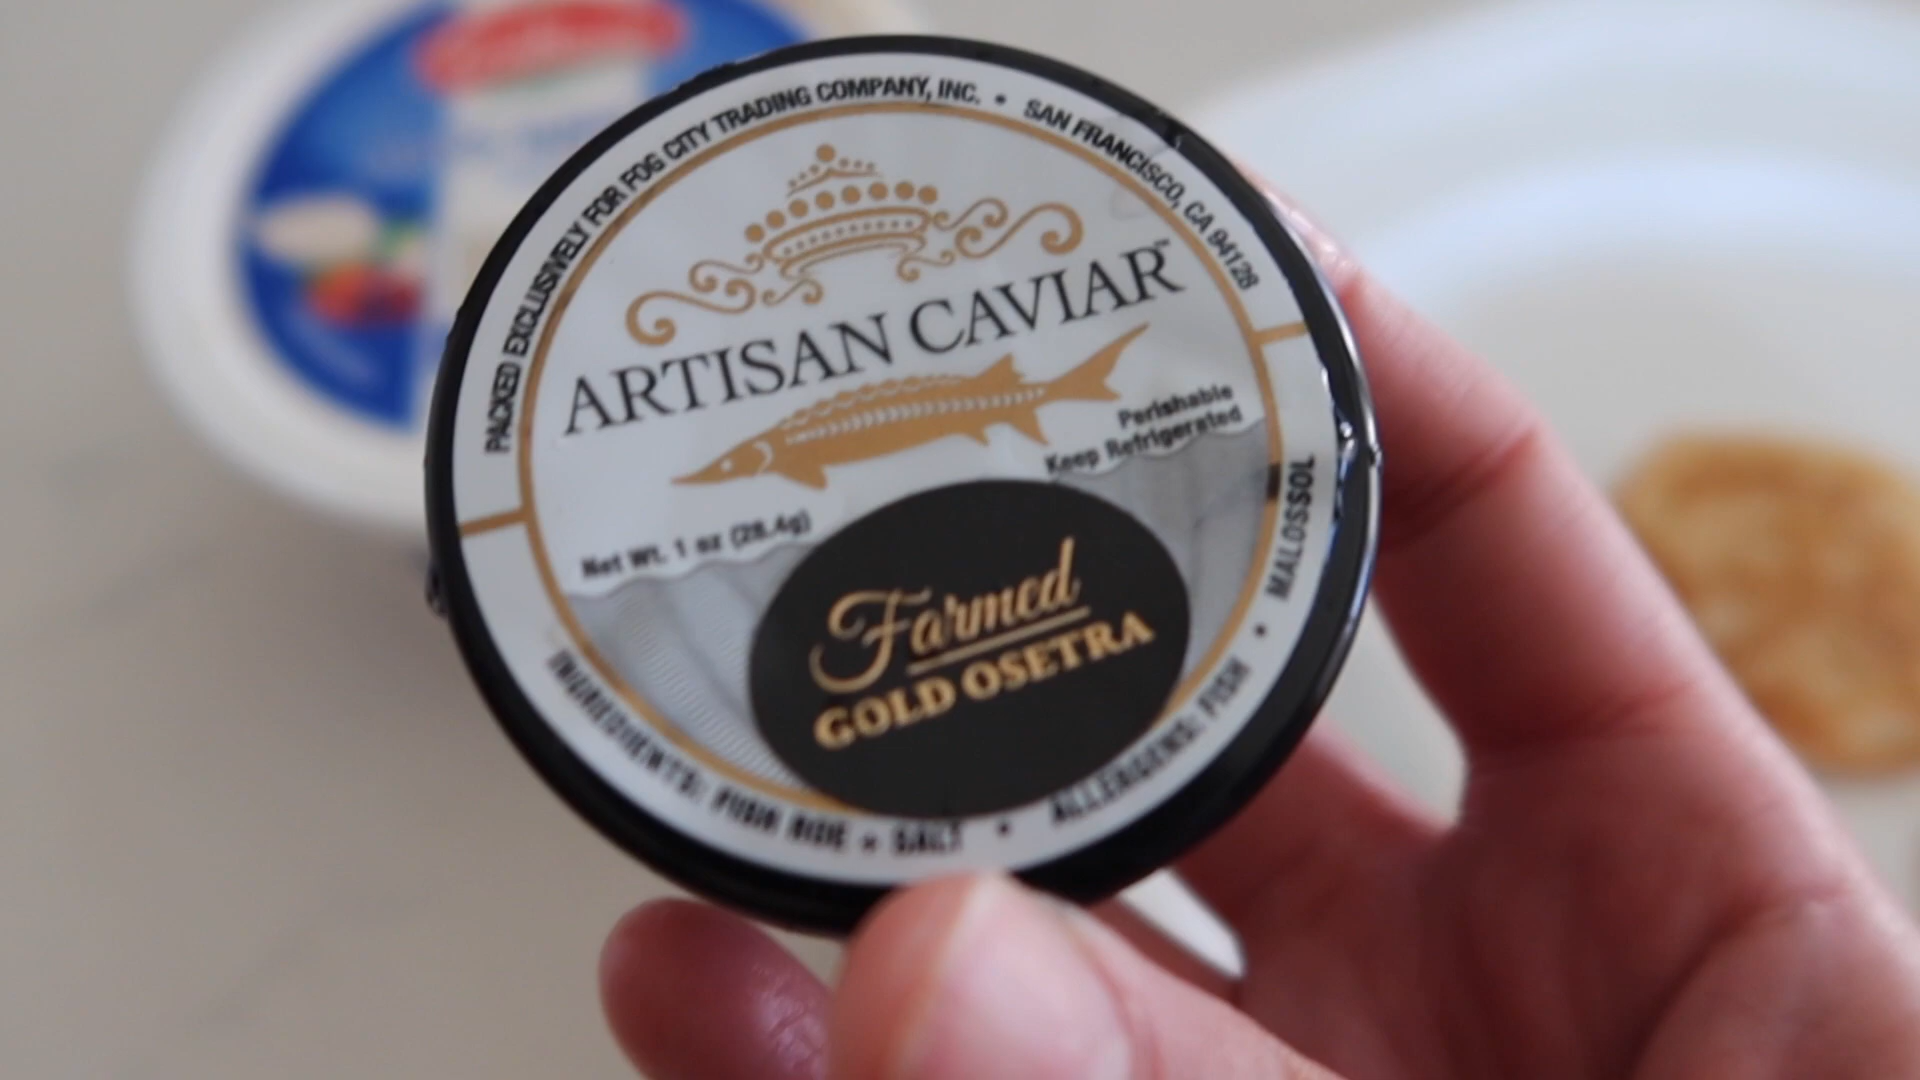 PACKED EXCLUSIVELY FOR FOG CITY TRADING COMPANY, INC. • SAN FRANCISCO, CA 94128
ARTISAN CAVIAR™
Perishable
Keep Refrigerated
Net Wt. 1 oz (28.4g)
Farmed
GOLD OSETRA
INGREDIENTS: FISH ROE + SALT • ALLERGENS: FISH • MALOSSOL